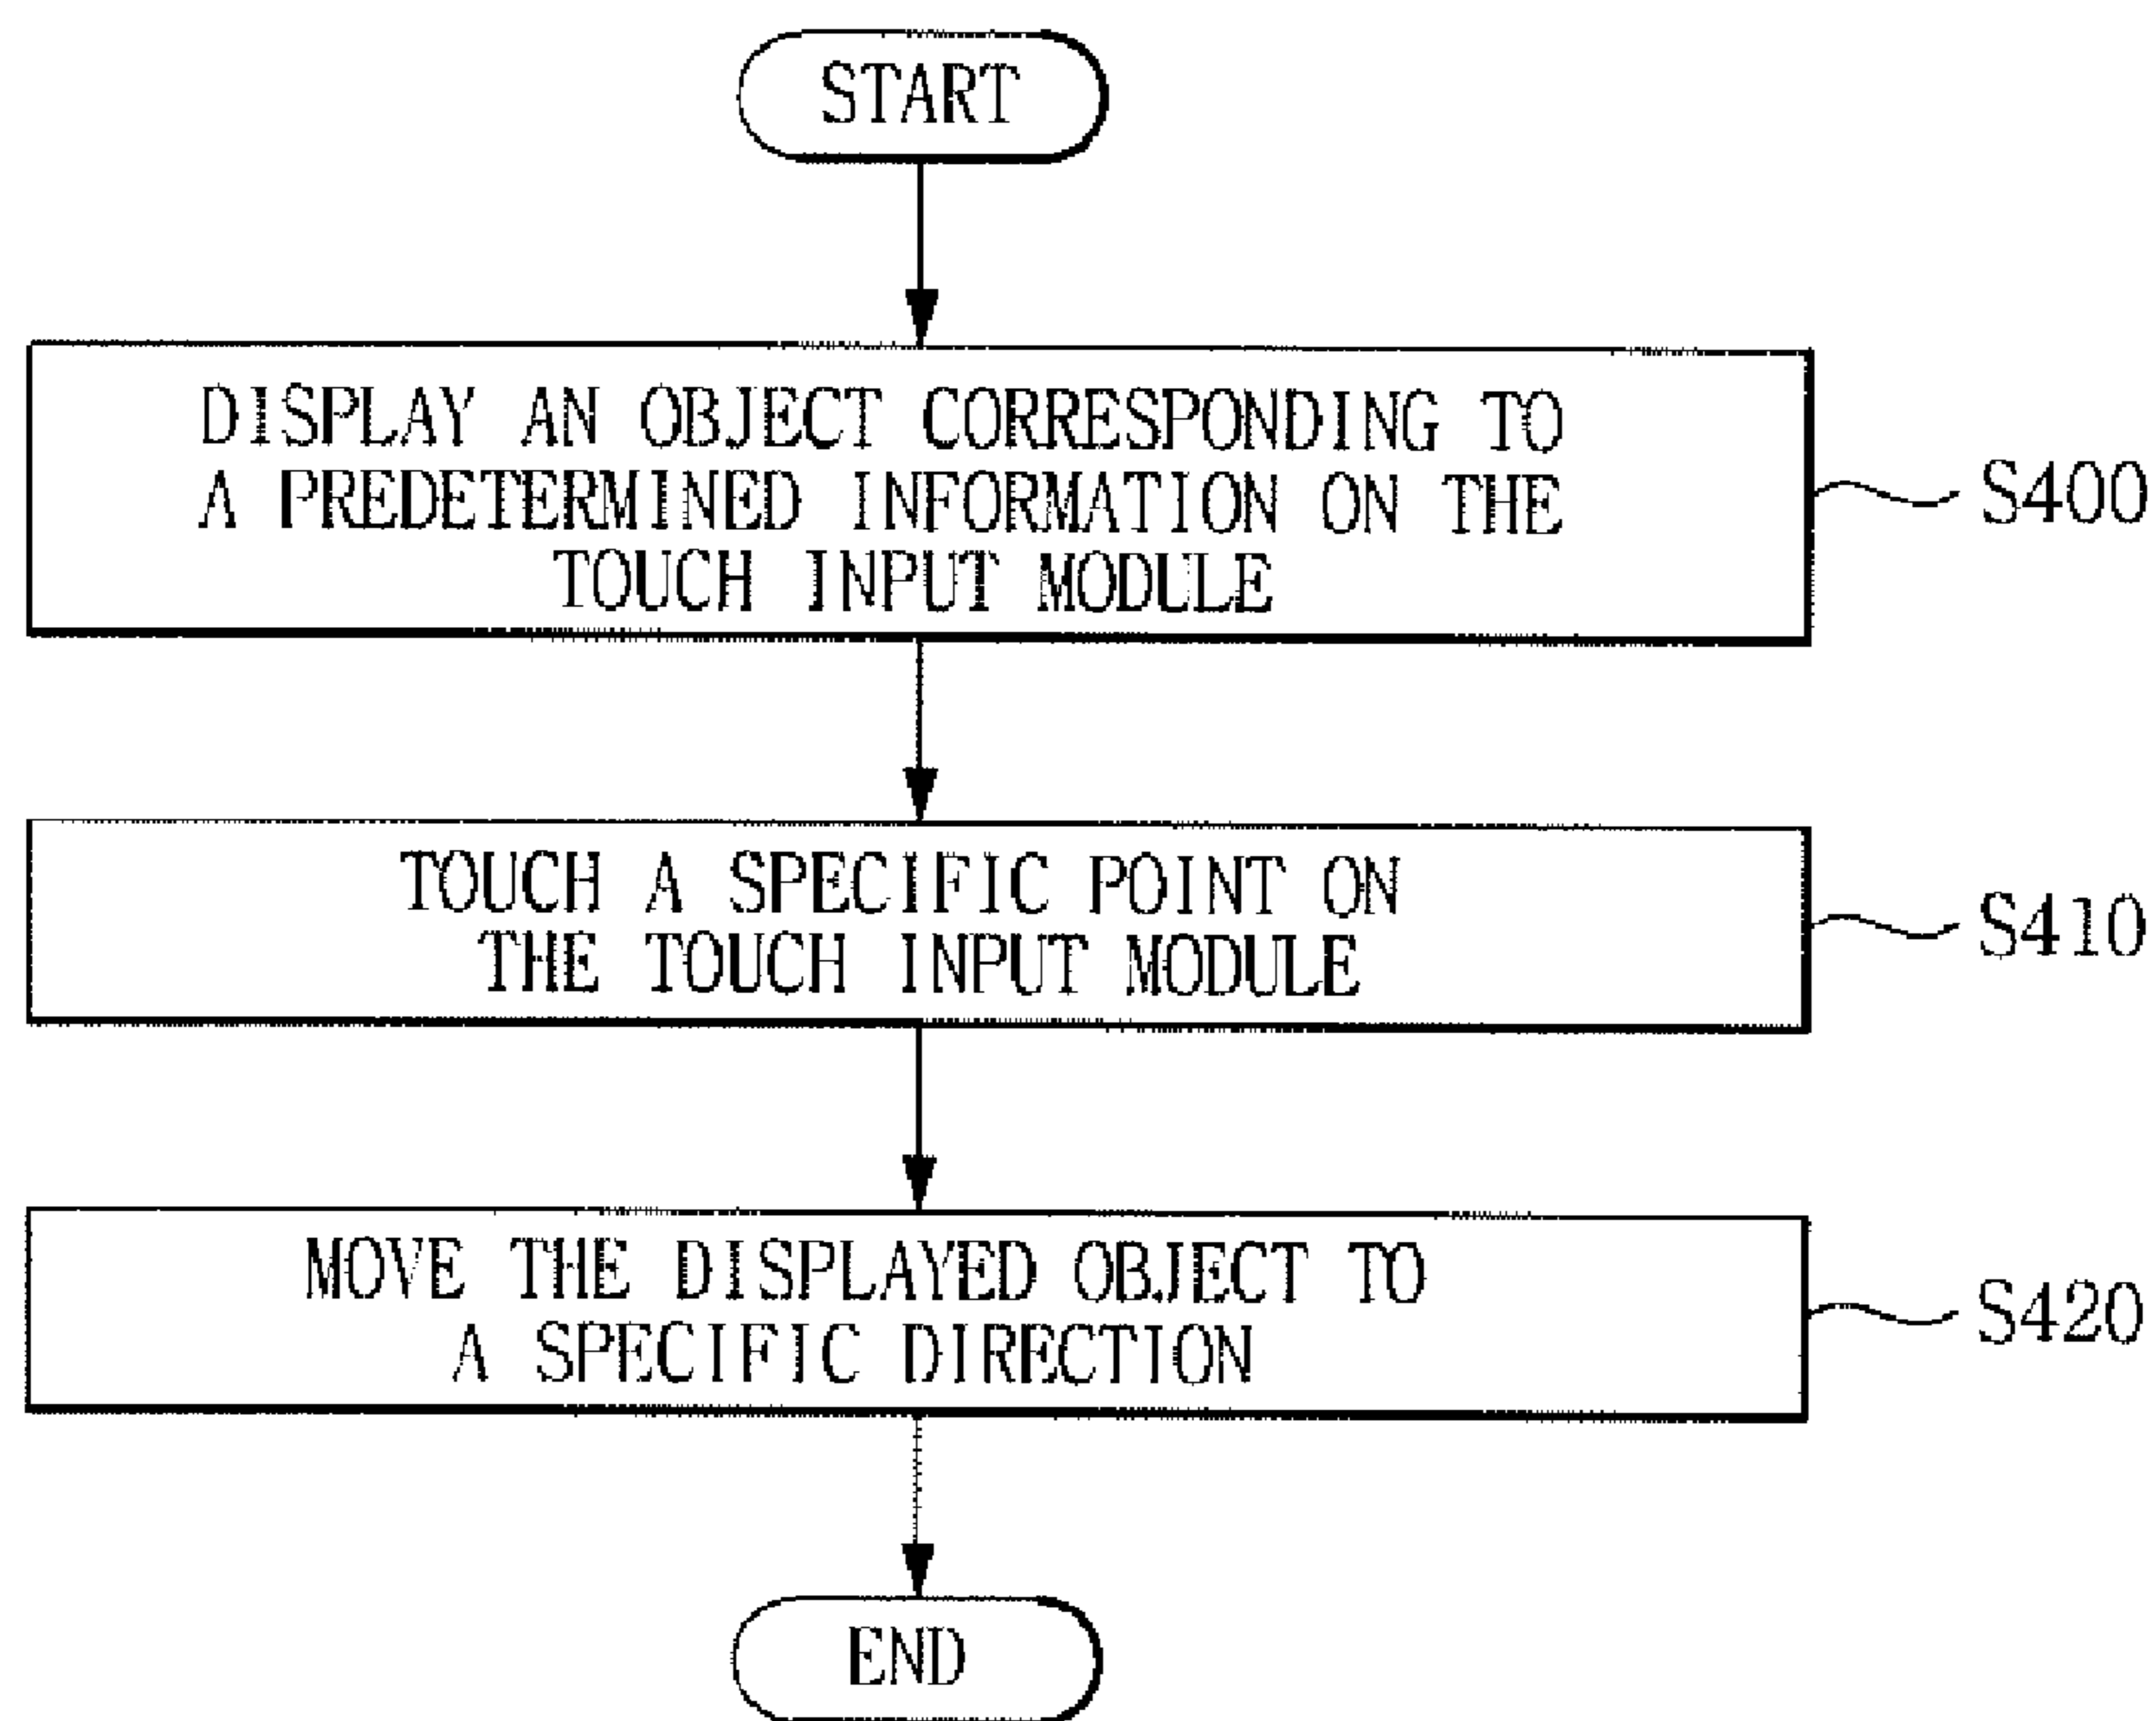 START
DISPLAY AN OBJECT CORRESPONDING TO
A PREDETERMINED INFORMATION ON THE
TOUCH INPUT MODULE
S400
TOUCH A SPECIFIC POINT ON
THE TOUCH INPUT MODULE
S410
MOVE THE DISPLAYED OBJECT TO
A SPECIFIC DIRECTION
S420
END